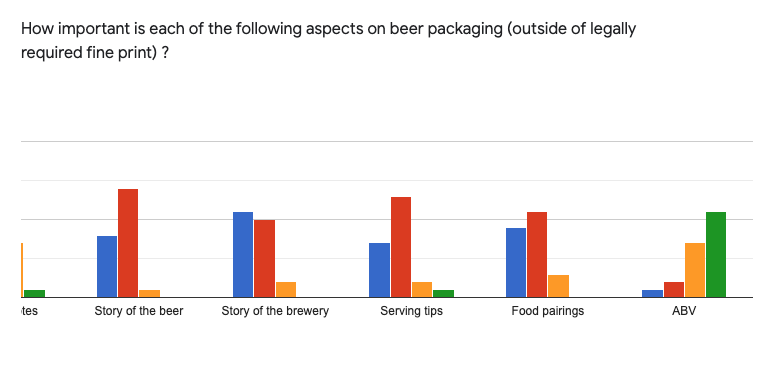 How important is each of the following aspects on beer packaging (outside of legally
required fine print) ?
tes Story of the beer Story of the brewery Serving tips Food pairings ABV